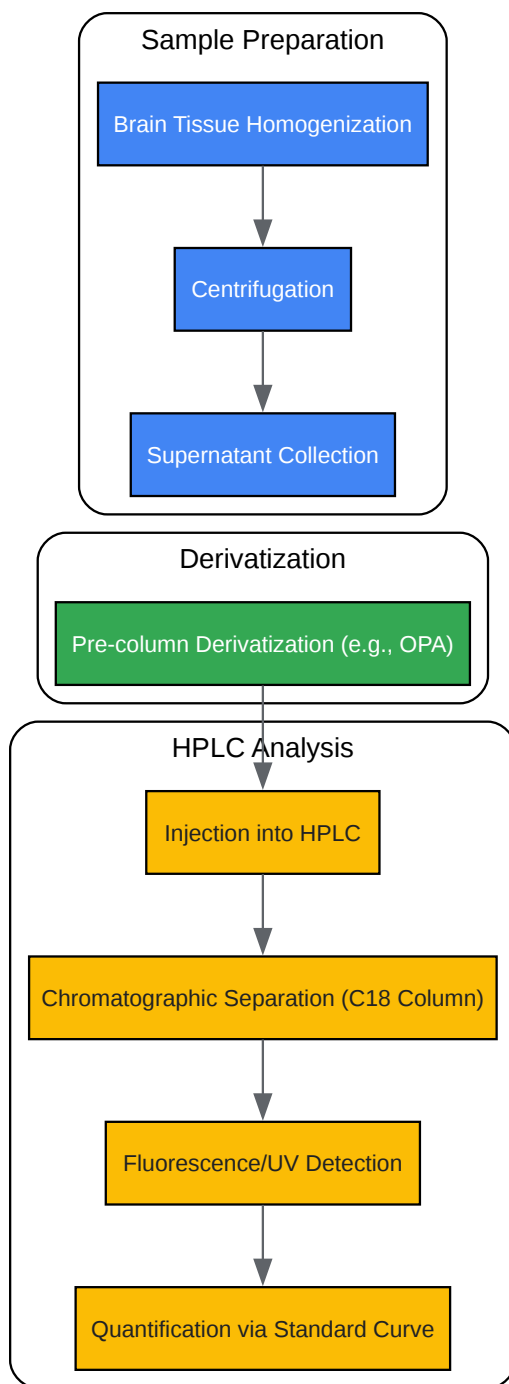 Sample Preparation
Brain Tissue Homogenization
Centrifugation
Supernatant Collection
Derivatization
Pre-column Derivatization (e.g., OPA)
HPLC Analysis
Injection into HPLC
Chromatographic Separation (C18 Column)
Fluorescence/UV Detection
Quantification via Standard Curve